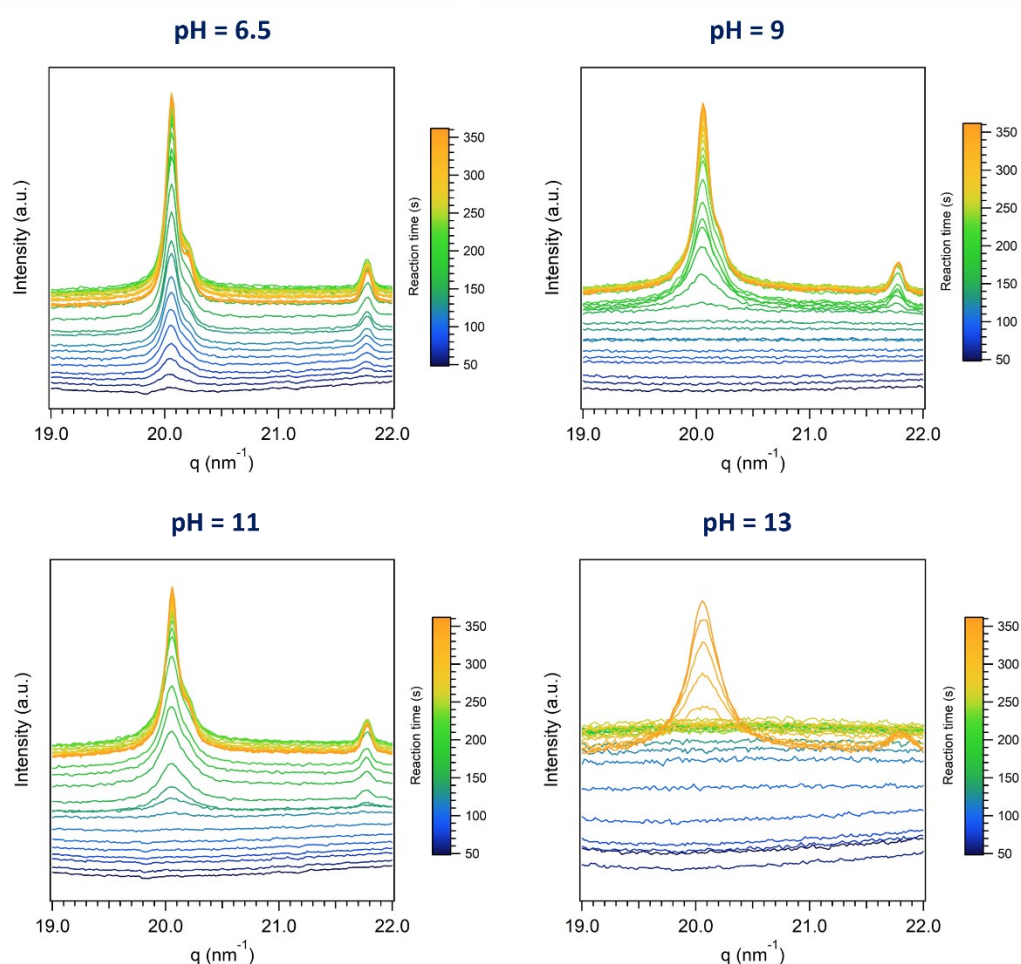 pH = 6.5
Intensity (a.u.)
19.0 20.0 21.0 22.0
q (nm⁻¹)
350
300
250
200
150
100
50
Reaction time (s)
pH = 9
Intensity (a.u.)
19.0 20.0 21.0 22.0
q (nm⁻¹)
350
300
250
200
150
100
50
Reaction time (s)
pH = 11
Intensity (a.u.)
19.0 20.0 21.0 22.0
q (nm⁻¹)
350
300
250
200
150
100
50
Reaction time (s)
pH = 13
Intensity (a.u.)
19.0 20.0 21.0 22.0
q (nm⁻¹)
350
300
250
200
150
100
50
Reaction time (s)